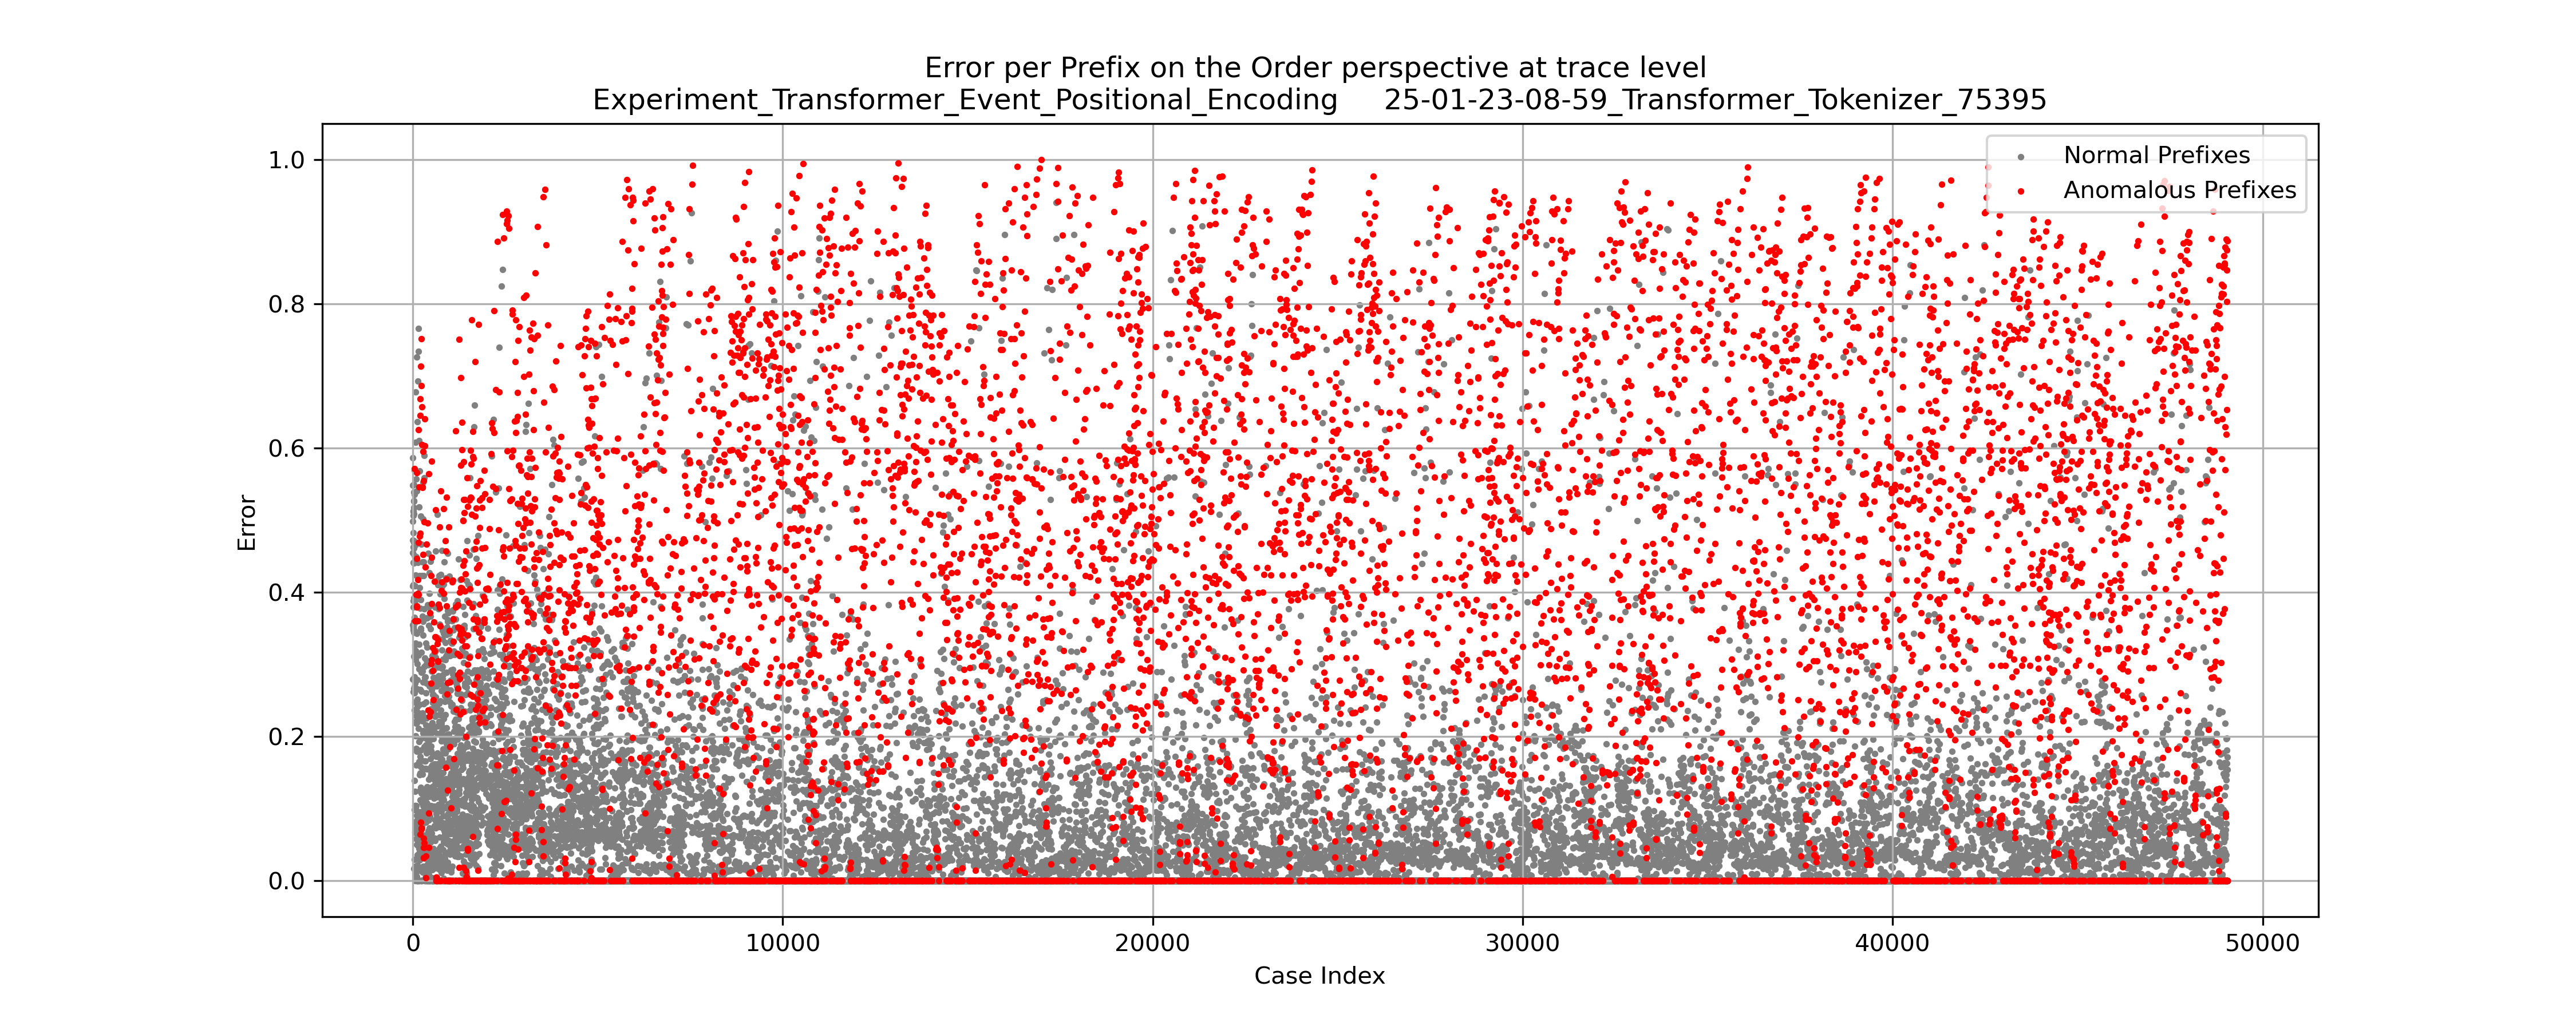 Error per Prefix on the Order perspective at trace level
Experiment_Transformer_Event_Positional_Encoding 25-01-23-08-59_Transformer_Tokenizer_75395
Normal Prefixes
Anomalous Prefixes
1.0
0.8
0.6
0.4
0.2
0.0
Error
0 10000 20000 30000 40000 50000
Case Index